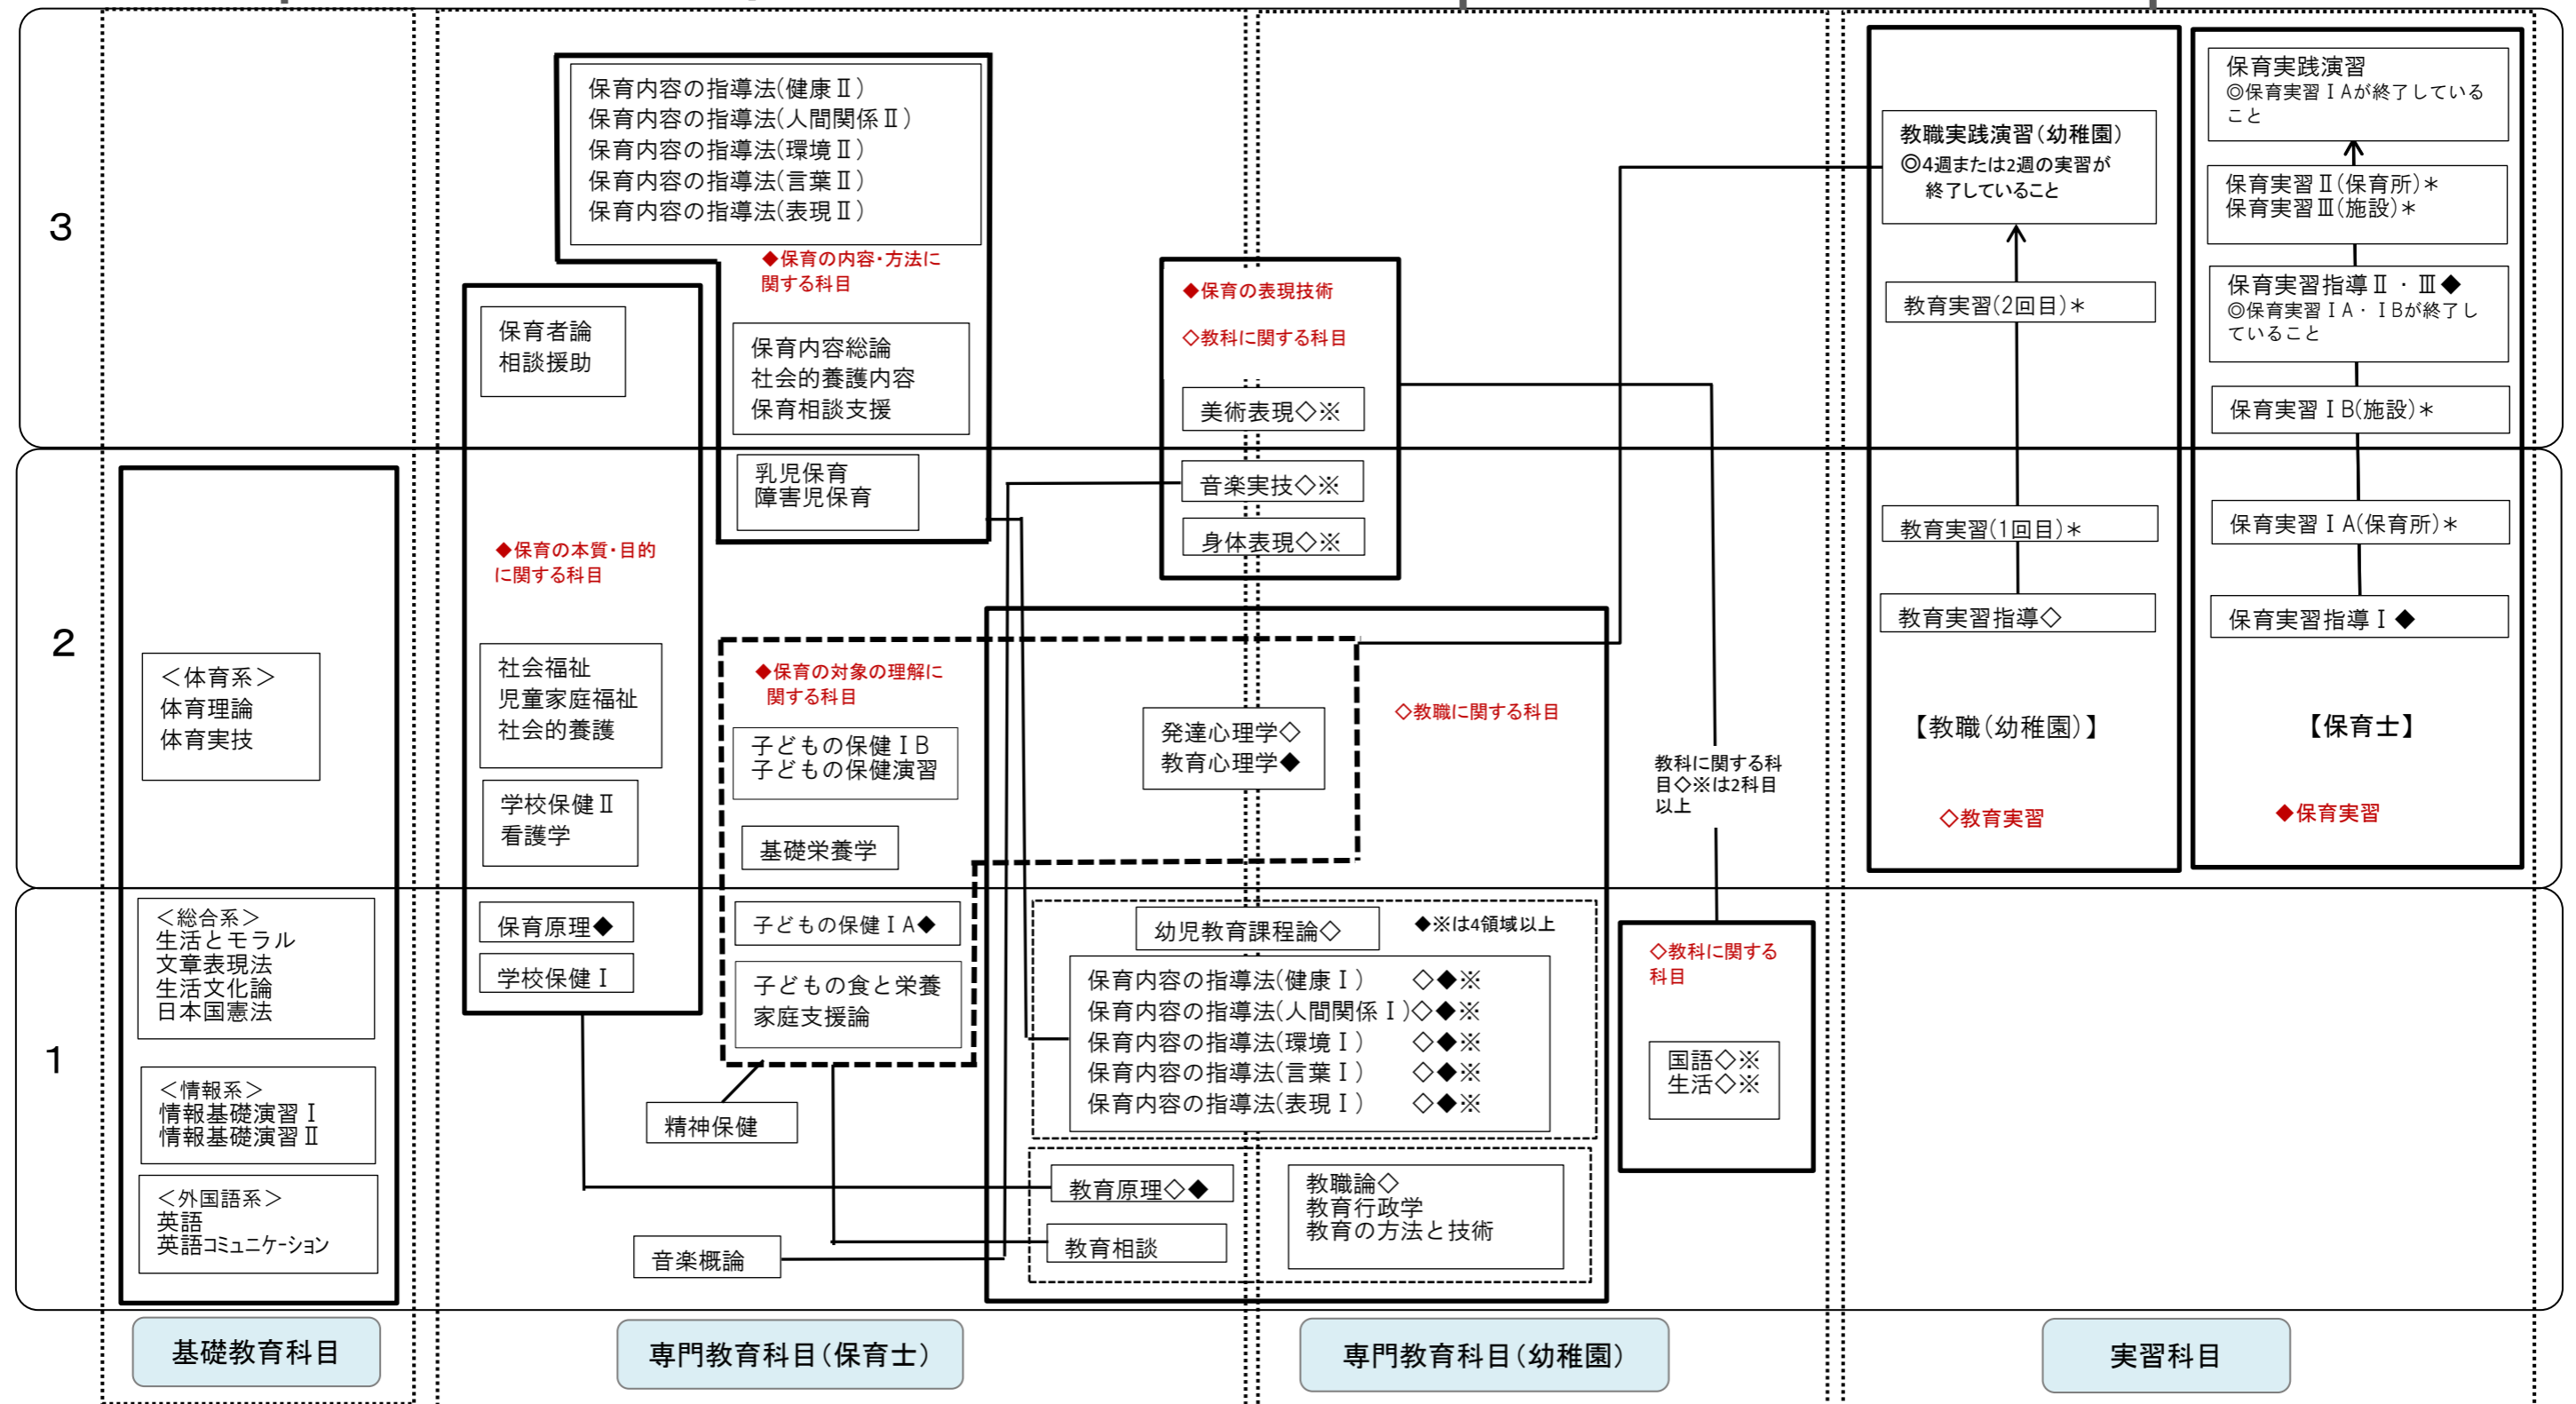 3
保育内容の指導法(健康Ⅱ)
保育内容の指導法(人間関係Ⅱ)
保育内容の指導法(環境Ⅱ)
保育内容の指導法(言葉Ⅱ)
保育内容の指導法(表現Ⅱ)
◆保育の内容・方法に
関する科目
保育者論
相談援助
保育内容総論
社会的養護内容
保育相談支援
◆保育の表現技術
◇教科に関する科目
美術表現◇※
教職実践演習(幼稚園)
◎4週または2週の実習が
終了していること
教育実習(2回目)*
保育実践演習
◎保育実習ⅠAが終了している
こと
保育実習Ⅱ(保育所)*
保育実習Ⅲ(施設)*
保育実習指導Ⅱ・Ⅲ◆
◎保育実習ⅠA・ⅠBが終了し
ていること
保育実習ⅠB(施設)*
2
<体育系>
体育理論
体育実技
◆保育の本質・目的
に関する科目
社会福祉
児童家庭福祉
社会的養護
学校保健Ⅱ
看護学
乳児保育
障害児保育
◆保育の対象の理解に
関する科目
子どもの保健ⅠB
子どもの保健演習
基礎栄養学
音楽実技◇※
身体表現◇※
発達心理学◇
教育心理学◆
◇教職に関する科目
教科に関する科
目◇※は2科目
以上
教育実習(1回目)*
教育実習指導◇
【教職(幼稚園)】
◇教育実習
保育実習ⅠA(保育所)*
保育実習指導Ⅰ◆
【保育士】
◆保育実習
1
<総合系>
生活とモラル
文章表現法
生活文化論
日本国憲法
<情報系>
情報基礎演習Ⅰ
情報基礎演習Ⅱ
<外国語系>
英語
英語コミュニケーション
保育原理◆
学校保健Ⅰ
子どもの保健ⅠA◆
子どもの食と栄養
家庭支援論
精神保健
音楽概論
幼児教育課程論◇
◆※は4領域以上
保育内容の指導法(健康Ⅰ) ◇◆※
保育内容の指導法(人間関係Ⅰ)◇◆※
保育内容の指導法(環境Ⅰ) ◇◆※
保育内容の指導法(言葉Ⅰ) ◇◆※
保育内容の指導法(表現Ⅰ) ◇◆※
教育原理◇◆
教育相談
教職論◇
教育行政学
教育の方法と技術
◇教科に関する
科目
国語◇※
生活◇※
基礎教育科目
専門教育科目(保育士)
専門教育科目(幼稚園)
実習科目